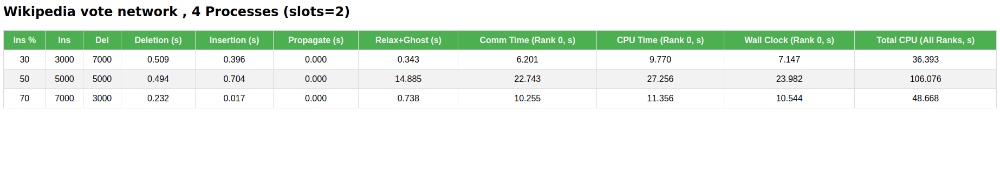 Wikipedia vote network , 4 Processes (slots=2)
Ins % Ins Del Deletion (s) Insertion (s) Propagate (s) Relax+Ghost (s) Comm Time (Rank 0, s) CPU Time (Rank 0, s) Wall Clock (Rank 0, s) Total CPU (All Ranks, s)
30 3000 7000 0.509 0.396 0.000 0.343 6.201 9.770 7.147 36.393
50 5000 5000 0.494 0.704 0.000 14.885 22.743 27.256 23.982 106.076
70 7000 3000 0.232 0.017 0.000 0.738 10.255 11.356 10.544 48.668